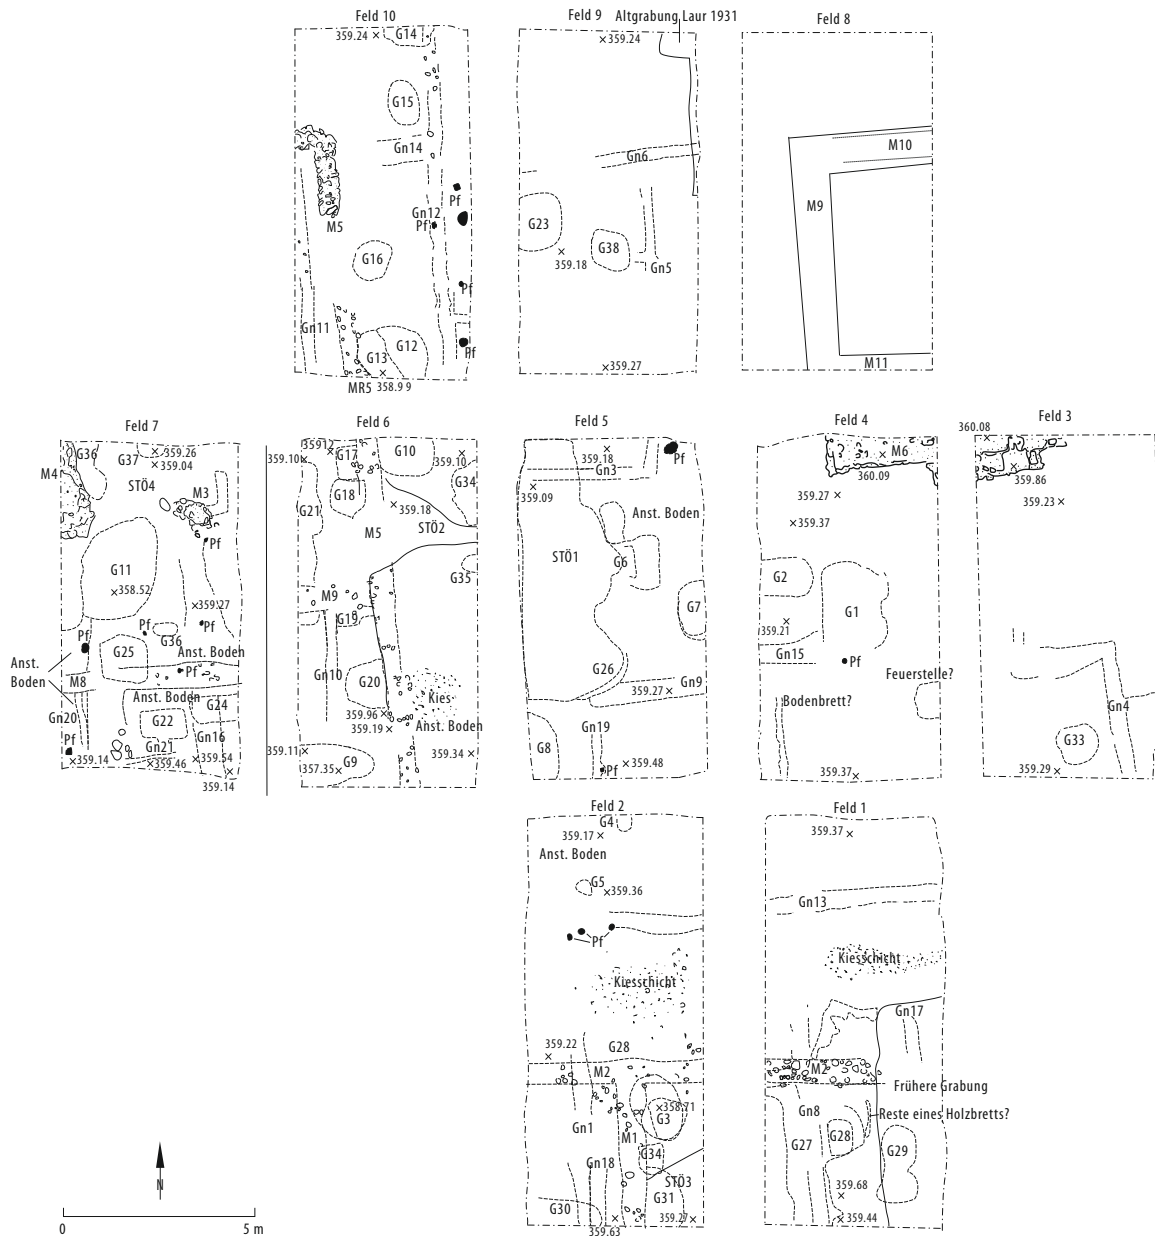 Feld 10
Feld 9
Altgrabung Laur 1931
Feld 8
359.24
G14
359.24
G15
Gn14
Gn6
M10
M5
Pf
Gn12
Pf
M9
G23
G38
359.18
Gn5
G16
Pf
Gn11
G12
G13
Pf
M11
MR5
358.9 9
359.27
Feld 7
Feld 6
Feld 5
Feld 4
Feld 3
G36
G37
359.26
359.04
M4
STÖ4
M3
Pf
G11
358.52
359.27
Pf
Pf
Pf
G36
G25
Anst. Boden
Anst.
Boden
M8
Pf
Anst. Boden
G24
Gn20
G22
Gn21
Gn16
Pf
359.14
359.46
359.54
359.14
359.12
G17
G10
359.10
359.10
G18
G34
G21
359.18
STÖ2
M5
G35
M9
G19
Gn10
G20
Kies
359.96
359.19
Anst. Boden
359.11
G9
357.35
359.34
359.18
Pf
Gn3
359.09
Anst. Boden
STÖ1
G6
G7
G26
359.27
Gn9
Gn19
G8
359.48
Pf
M6
360.09
359.27
359.37
G2
G1
359.21
Gn15
Pf
Feuerstelle?
Bodenbrett?
359.37
360.08
359.86
359.23
Gn4
G33
359.29
Feld 2
Feld 1
G4
359.17
Anst. Boden
G5
359.36
Pf
Kiesschicht
359.22
G28
M2
358.71
G3
Gn1
M1
G34
Gn18
STÖ3
G31
G30
359.27
359.63
359.37
Gn13
Kiesschicht
Gn17
M2
Frühere Grabung
Gn8
Reste eines Holzbretts?
G27
G28
G29
359.68
359.44
N
0
5 m